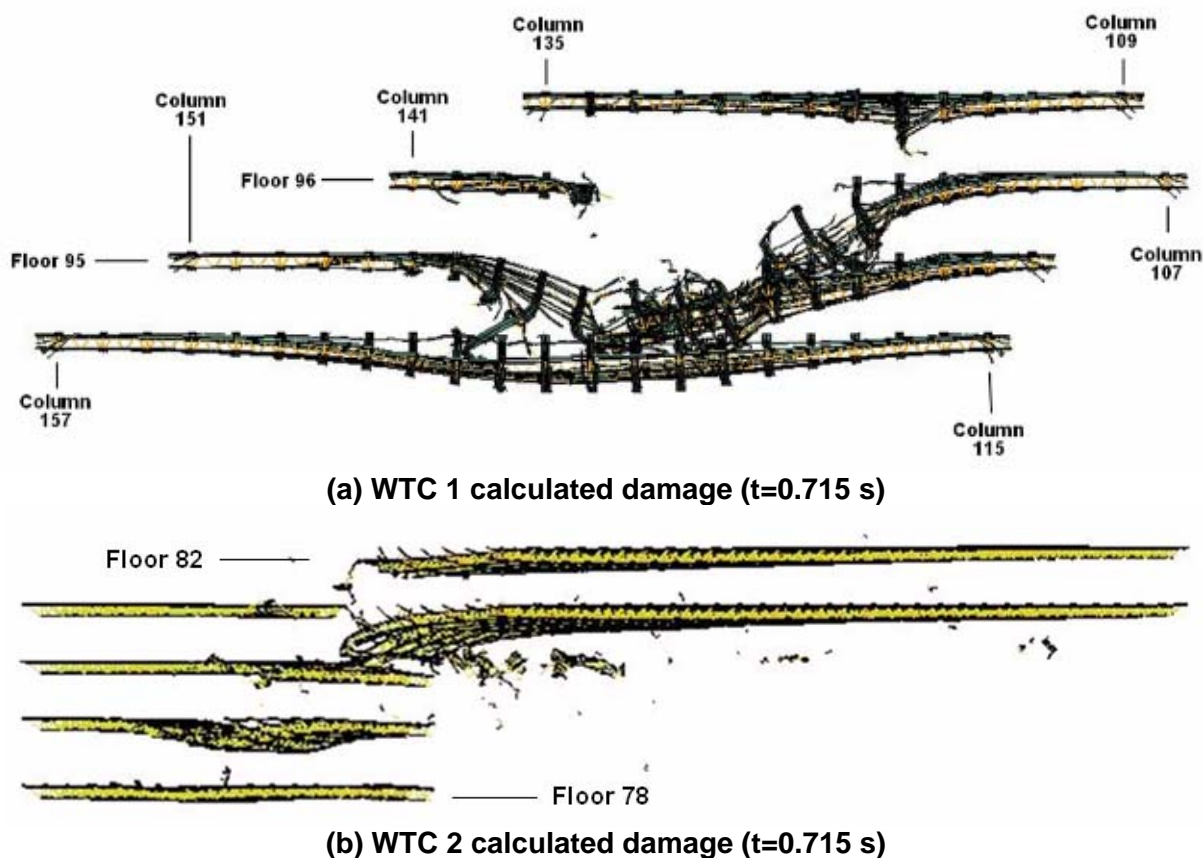 Column
135
Column
109
Column
151
Column
141
Floor 96
Floor 95
Column
107
Column
157
Column
115
(a) WTC 1 calculated damage (t=0.715 s)
Floor 82
Floor 78
(b) WTC 2 calculated damage (t=0.715 s)